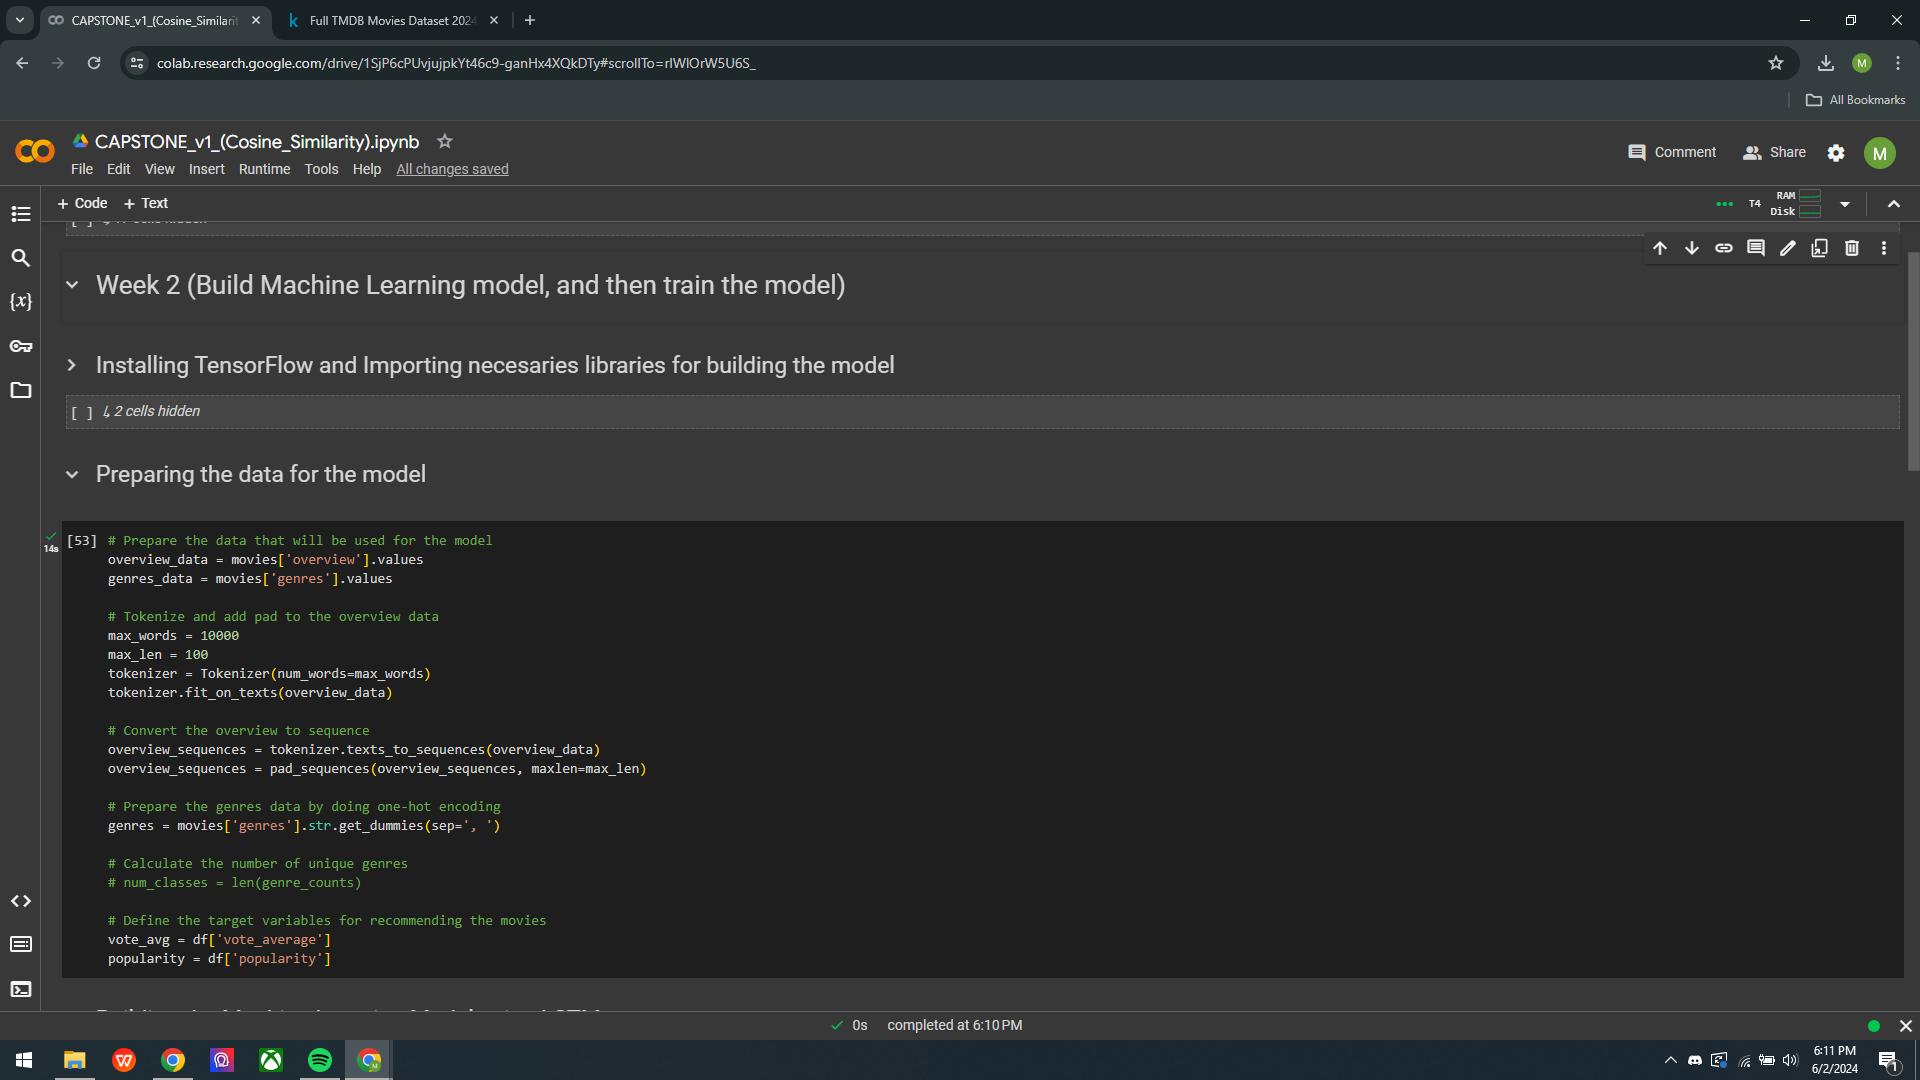 CAPSTONE_v1_(Cosine_Similarit
Full TMDB Movies Dataset 2024
colab.research.google.com/drive/1SjP6cPUvjujpkYt46c9-ganHx4XQkDTy#scrollTo=rlWlOrW5U6S_
M
All Bookmarks
CAPSTONE_v1_(Cosine_Similarity).ipynb
File Edit View Insert Runtime Tools Help All changes saved
Comment
Share
M
+ Code + Text
T4
RAM
Disk
Week 2 (Build Machine Learning model, and then train the model)
Installing TensorFlow and Importing necesaries libraries for building the model
[ ] ↳ 2 cells hidden
Preparing the data for the model
14s
[53] # Prepare the data that will be used for the model
overview_data = movies['overview'].values
genres_data = movies['genres'].values
# Tokenize and add pad to the overview data
max_words = 10000
max_len = 100
tokenizer = Tokenizer(num_words=max_words)
tokenizer.fit_on_texts(overview_data)
# Convert the overview to sequence
overview_sequences = tokenizer.texts_to_sequences(overview_data)
overview_sequences = pad_sequences(overview_sequences, maxlen=max_len)
# Prepare the genres data by doing one-hot encoding
genres = movies['genres'].str.get_dummies(sep=', ')
# Calculate the number of unique genres
# num_classes = len(genre_counts)
# Define the target variables for recommending the movies
vote_avg = df['vote_average']
popularity = df['popularity']
0s completed at 6:10 PM
6:11 PM
6/2/2024
1